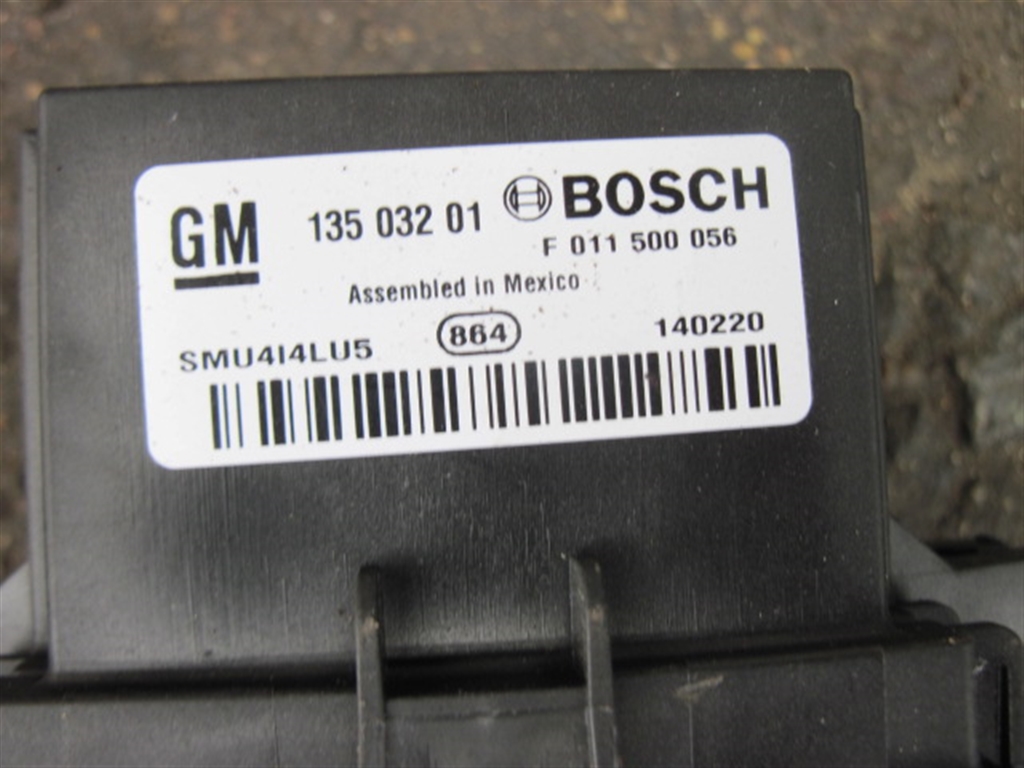 GM 135 032 01 BOSCH
F 011 500 056
Assembled in Mexico
SMU4I4LU5 864 140220